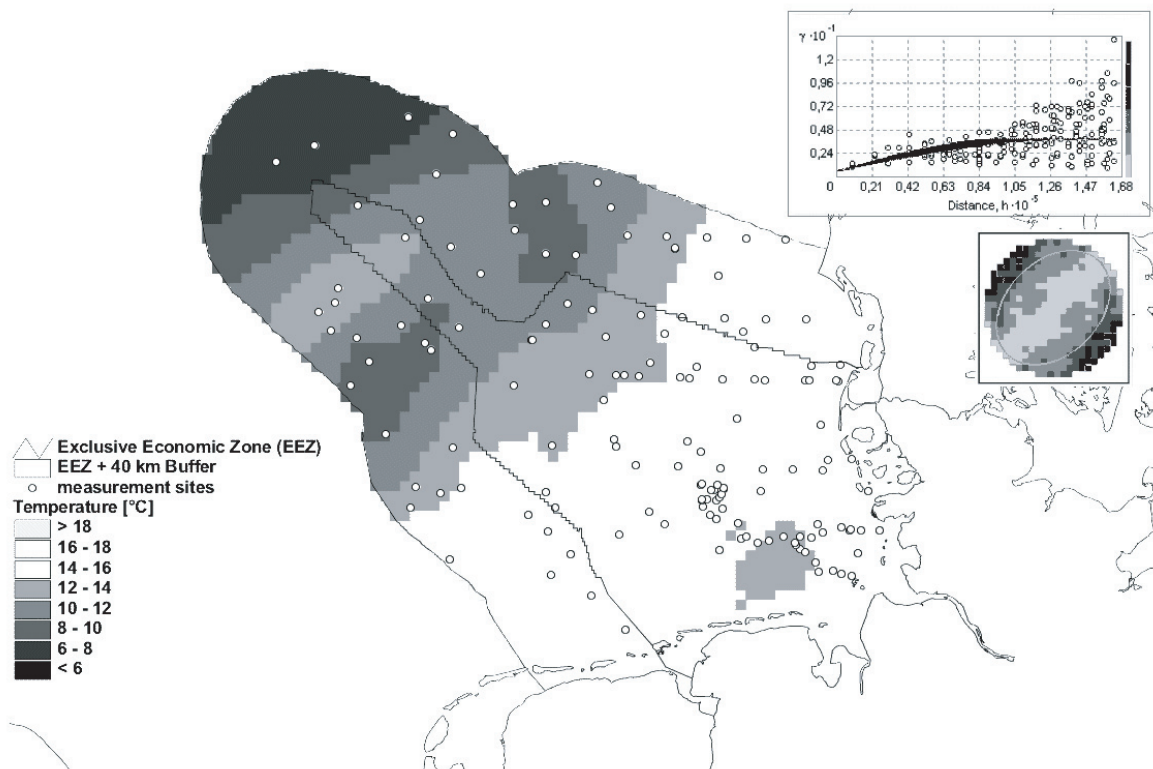 γ·10⁻¹
1,2
0,96
0,72
0,48
0,24
0 0,21 0,42 0,63 0,84 1,05 1,26 1,47 1,68
Distance, h·10⁻⁵
Exclusive Economic Zone (EEZ)
EEZ + 40 km Buffer
measurement sites
Temperature [°C]
> 18
16 - 18
14 - 16
12 - 14
10 - 12
8 - 10
6 - 8
< 6